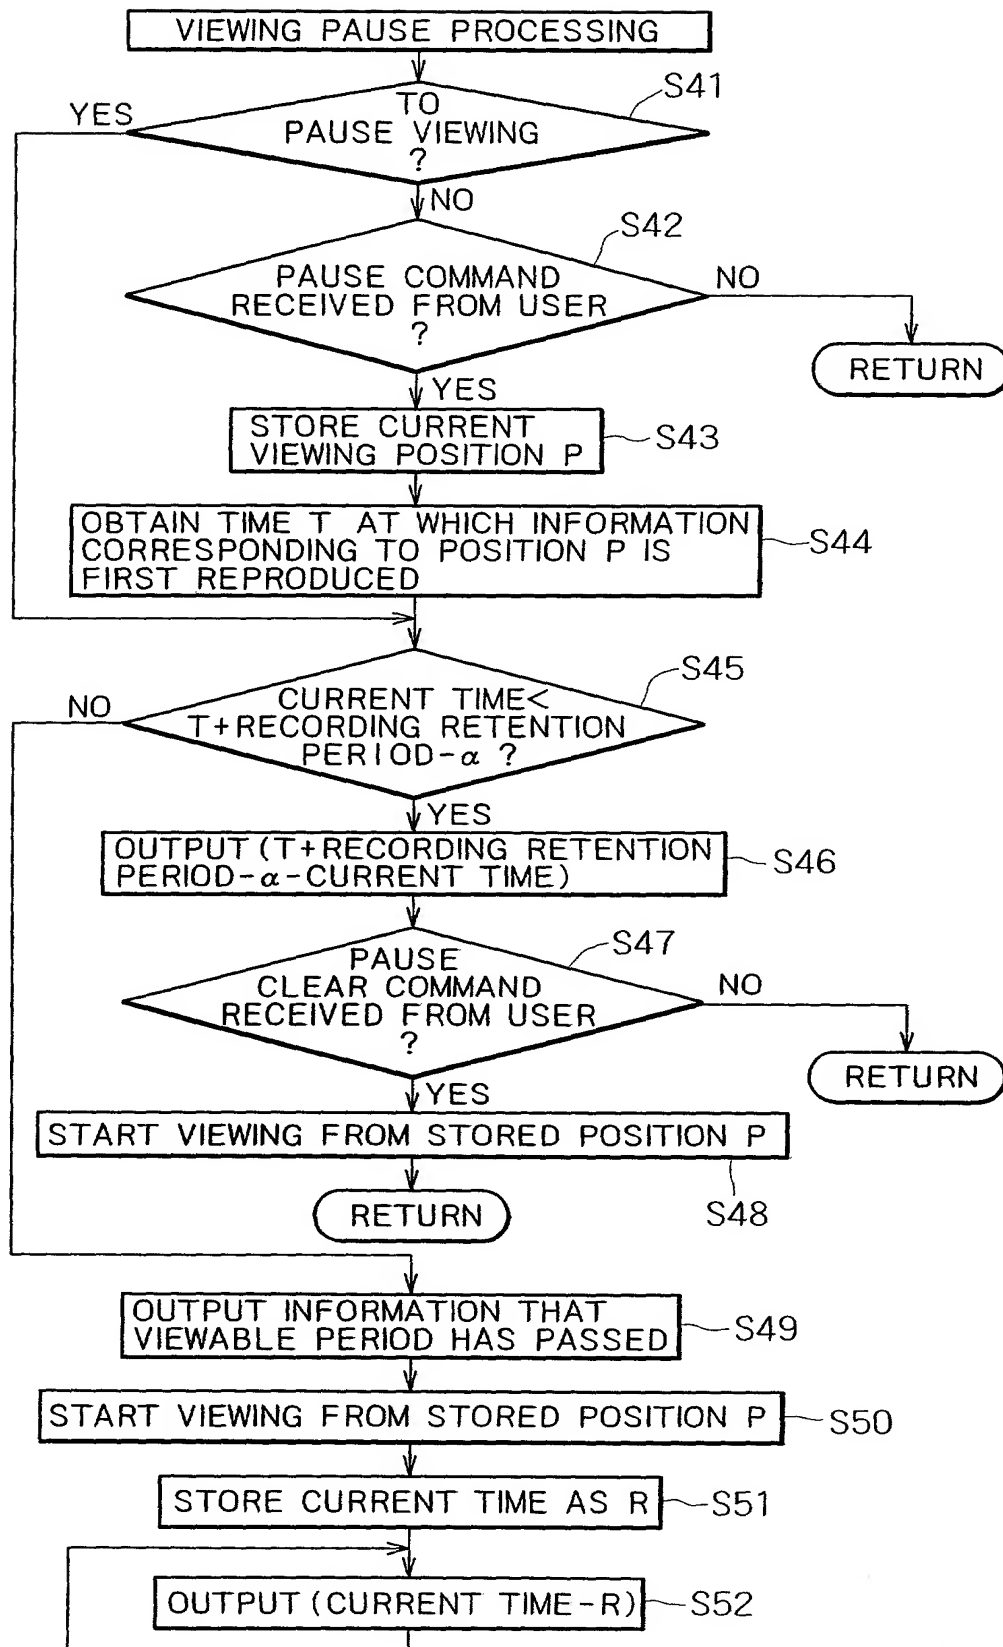 VIEWING PAUSE PROCESSING
S41
YES
TO
PAUSE VIEWING
?
NO
S42
PAUSE COMMAND
RECEIVED FROM USER
?
NO
RETURN
YES
STORE CURRENT
VIEWING POSITION P
S43
OBTAIN TIME T AT WHICH INFORMATION
CORRESPONDING TO POSITION P IS
FIRST REPRODUCED
S44
S45
NO
CURRENT TIME<
T+RECORDING RETENTION
PERIOD-α ?
YES
OUTPUT (T+RECORDING RETENTION
PERIOD-α-CURRENT TIME)
S46
S47
PAUSE
CLEAR COMMAND
RECEIVED FROM USER
?
NO
RETURN
YES
START VIEWING FROM STORED POSITION P
S48
RETURN
OUTPUT INFORMATION THAT
VIEWABLE PERIOD HAS PASSED
S49
START VIEWING FROM STORED POSITION P
S50
STORE CURRENT TIME AS R
S51
OUTPUT (CURRENT TIME-R)
S52